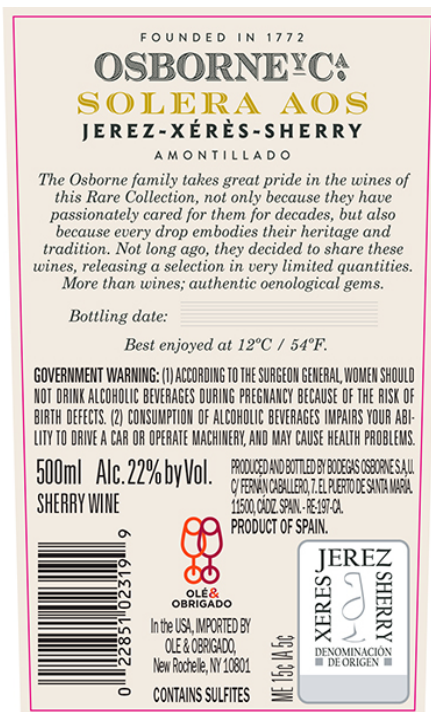 FOUNDED IN 1772
OSBORNE Y Cª
SOLERA AOS
JEREZ-XÉRÈS-SHERRY
AMONTILLADO
The Osborne family takes great pride in the wines of
this Rare Collection, not only because they have
passionately cared for them for decades, but also
because every drop embodies their heritage and
tradition. Not long ago, they decided to share these
wines, releasing a selection in very limited quantities.
More than wines; authentic oenological gems.
Bottling date:
Best enjoyed at 12ºC / 54ºF.
GOVERNMENT WARNING: (1) ACCORDING TO THE SURGEON GENERAL, WOMEN SHOULD
NOT DRINK ALCOHOLIC BEVERAGES DURING PREGNANCY BECAUSE OF THE RISK OF
BIRTH DEFECTS. (2) CONSUMPTION OF ALCOHOLIC BEVERAGES IMPAIRS YOUR ABI-
LITY TO DRIVE A CAR OR OPERATE MACHINERY, AND MAY CAUSE HEALTH PROBLEMS.
500ml Alc. 22% by Vol.
SHERRY WINE
PRODUCED AND BOTTLED BY BODEGAS OSBORNE S.A.U.
C/ FERNÁN CABALLERO, 7. EL PUERTO DE SANTA MARÍA.
11500, CÁDIZ. SPAIN. - RE-197-CA.
PRODUCT OF SPAIN.
0 22851 02319 9
OLÉ&
OBRIGADO
In the USA, IMPORTED BY
OLE & OBRIGADO,
New Rochelle, NY 10801
CONTAINS SULFITES
ME 15¢ IA 5¢
JEREZ
XERES
SHERRY
DENOMINACIÓN
DE ORIGEN